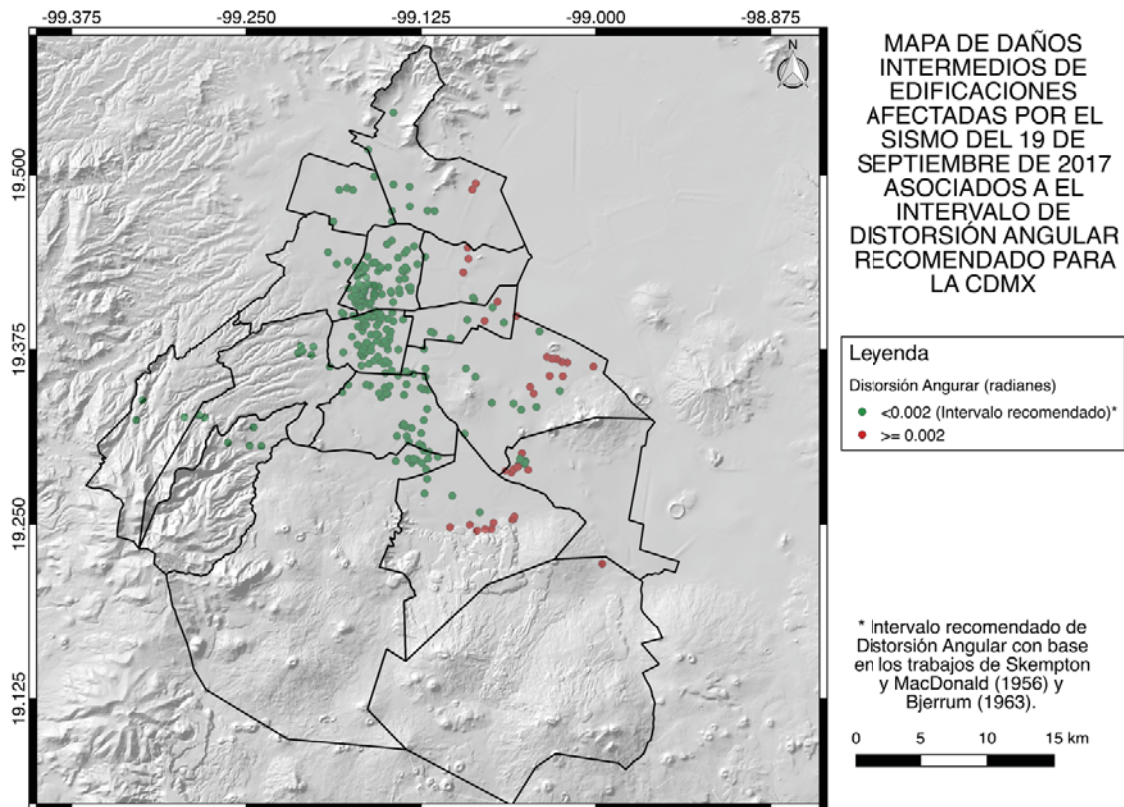 -99.375
-99.250
-99.125
-99.000
-98.875
N
19.500
19.375
19.250
19.125
MAPA DE DAÑOS
INTERMEDIOS DE
EDIFICACIONES
AFECTADAS POR EL
SISMO DEL 19 DE
SEPTIEMBRE DE 2017
ASOCIADOS A EL
INTERVALO DE
DISTORSIÓN ANGULAR
RECOMENDADO PARA
LA CDMX
Leyenda
Distorsión Angurar (radianes)
<0.002 (Intervalo recomendado)*
>= 0.002
* Intervalo recomendado de
Distorsión Angular con base
en los trabajos de Skempton
y MacDonald (1956) y
Bjerrum (1963).
0 5 10 15 km